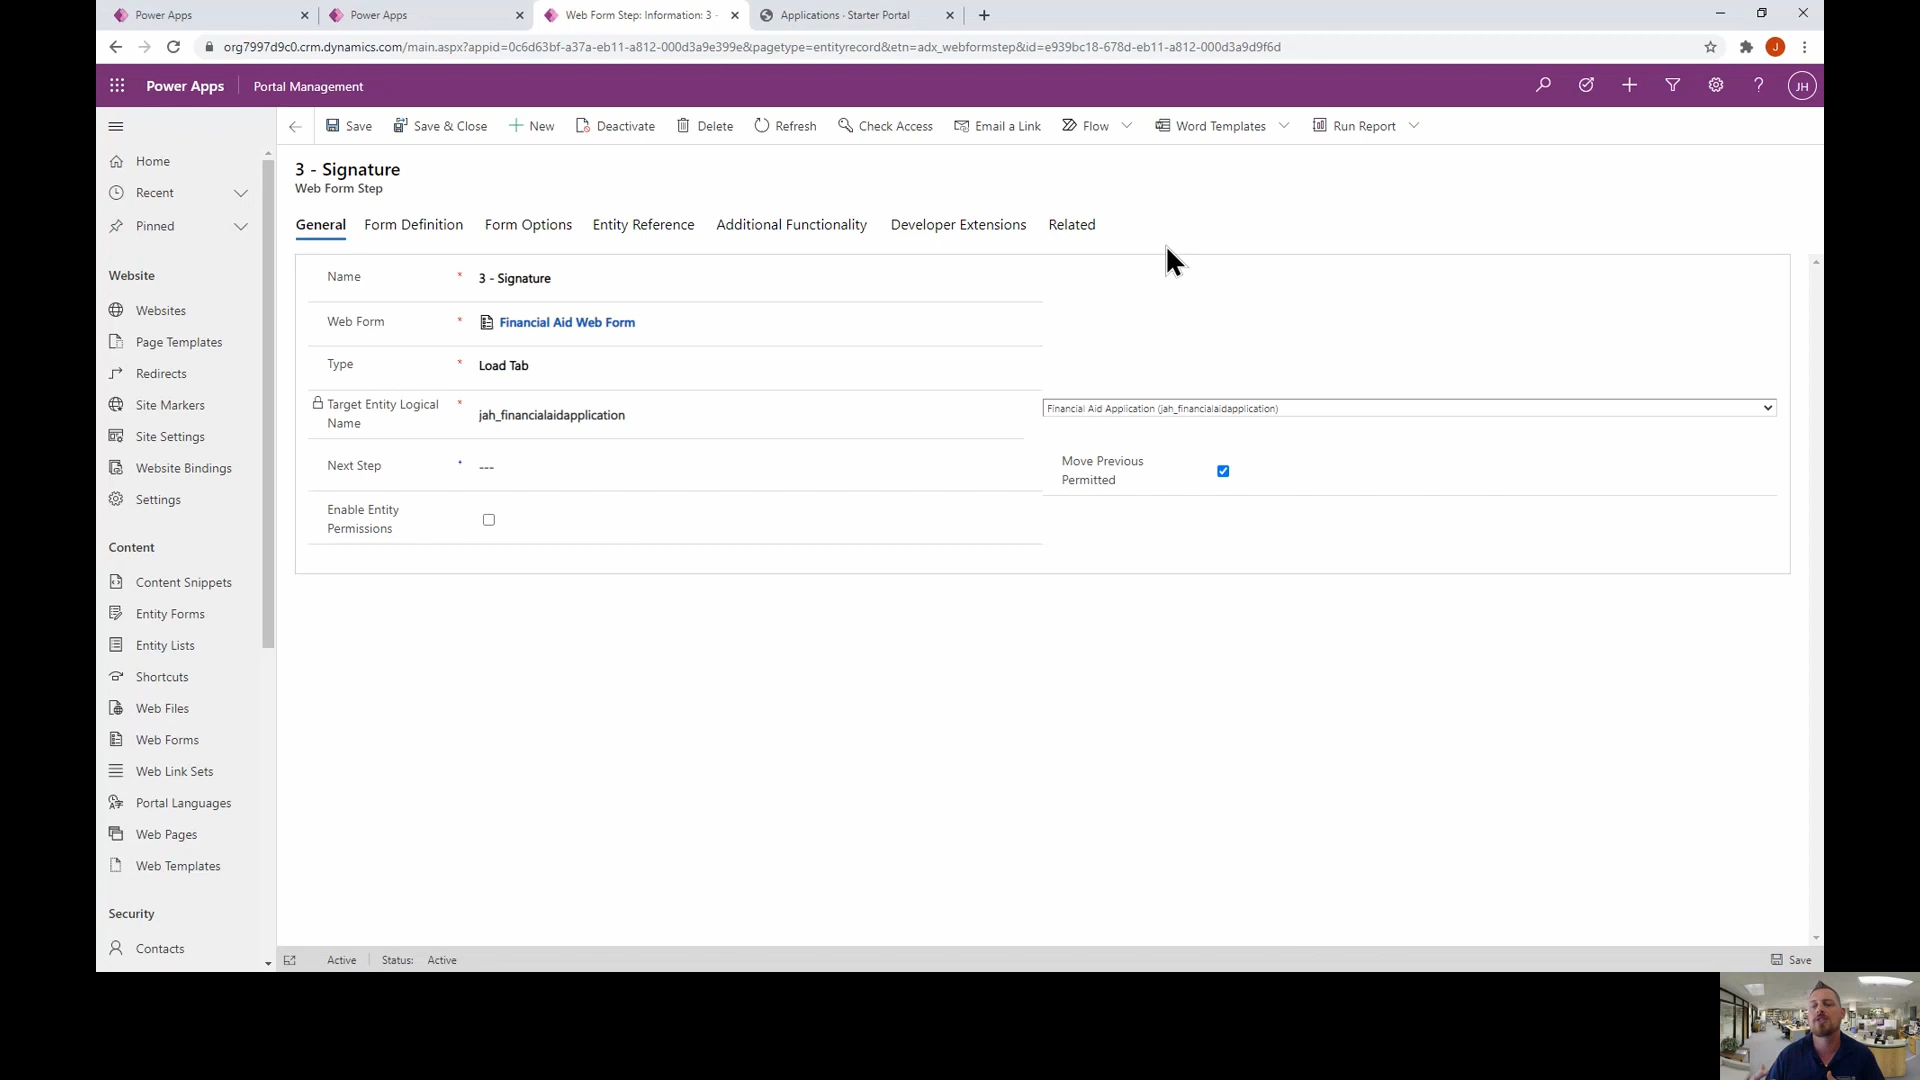 Power Apps
Power Apps
Web Form Step: Information: 3 -
Applications - Starter Portal
org7997d9c0.crm.dynamics.com/main.aspx?appid=0c6d63bf-a37a-eb11-a812-000d3a9e399e&pagetype=entityrecord&etn=adx_webformstep&id=e939bc18-678d-eb11-a812-000d3a9d9f6d
J
Power Apps
Portal Management
JH
Save
Save & Close
New
Deactivate
Delete
Refresh
Check Access
Email a Link
Flow
Word Templates
Run Report
Home
Recent
Pinned
Website
Websites
Page Templates
Redirects
Site Markers
Site Settings
Website Bindings
Settings
Content
Content Snippets
Entity Forms
Entity Lists
Shortcuts
Web Files
Web Forms
Web Link Sets
Portal Languages
Web Pages
Web Templates
Security
Contacts
3 - Signature
Web Form Step
General
Form Definition
Form Options
Entity Reference
Additional Functionality
Developer Extensions
Related
Name * 3 - Signature
Web Form * Financial Aid Web Form
Type * Load Tab
Target Entity Logical
Name
* jah_financialaidapplication
Financial Aid Application (jah_financialaidapplication)
Next Step ---
Move Previous
Permitted
Enable Entity
Permissions
Active
Status: Active
Save